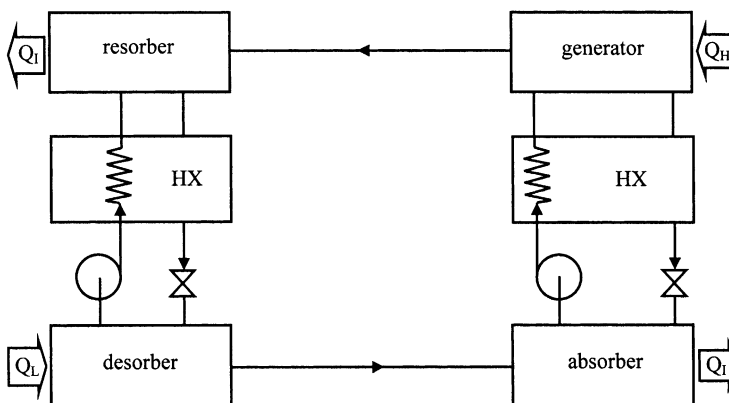 Q_I
resorber
generator
Q_H
HX
HX
Q_L
desorber
absorber
Q_I